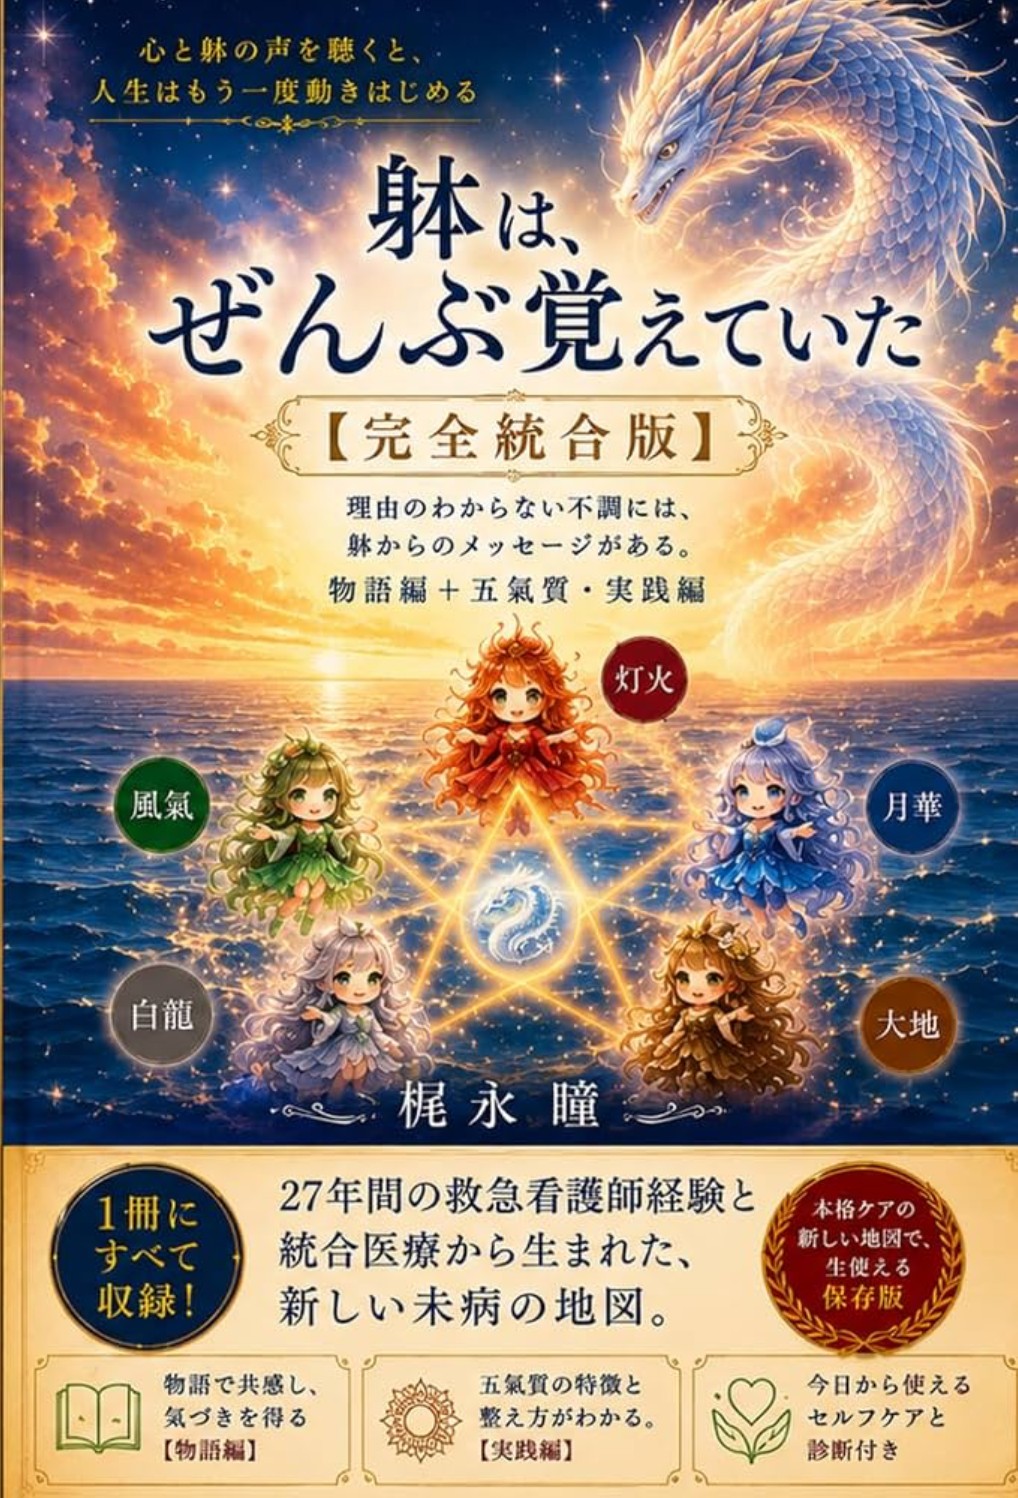 心と躰の声を聴くと、
人生はもう一度動きはじめる
躰は、
ぜんぶ覚えていた
【完全統合版】
理由のわからない不調には、
躰からのメッセージがある。
物語編＋五氣質・実践編
灯火
風氣
月華
白龍
大地
梶永 瞳
1冊に
すべて
収録！
27年間の救急看護師経験と
統合医療から生まれた、
新しい未病の地図。
本格ケアの
新しい地図で、
生使える
保存版
物語で共感し、
気づきを得る
【物語編】
五氣質の特徴と
整え方がわかる。
【実践編】
今日から使える
セルフケアと
診断付き